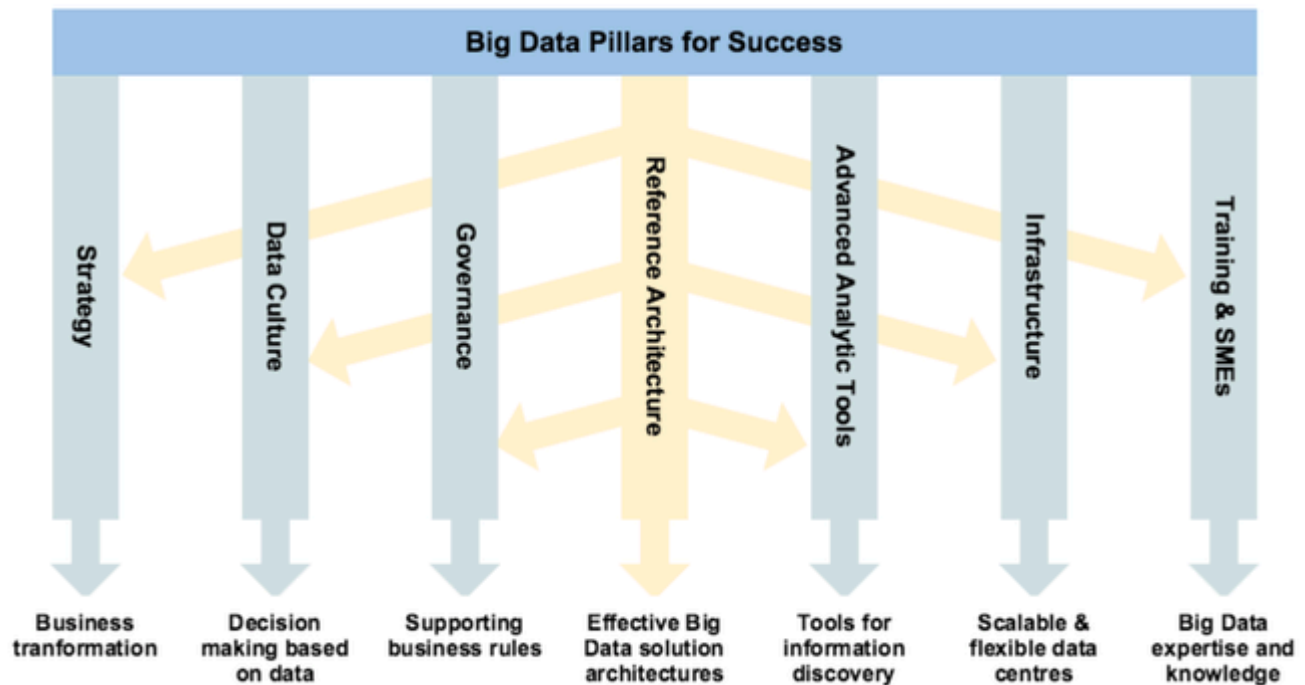 Big Data Pillars for Success
Strategy
Data Culture
Governance
Reference Architecture
Advanced Analytic Tools
Infrastructure
Training & SMEs
Business
tranformation
Decision
making based
on data
Supporting
business rules
Effective Big
Data solution
architectures
Tools for
information
discovery
Scalable &
flexible data
centres
Big Data
expertise and
knowledge